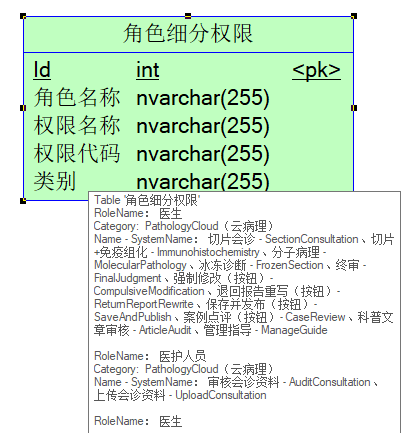 角色细分权限
Id int <pk>
角色名称 nvarchar(255)
权限名称 nvarchar(255)
权限代码 nvarchar(255)
类别 nvarchar(255)
Table '角色细分权限'
RoleName： 医生
Category: PathologyCloud（云病理）
Name - SystemName： 切片会诊 - SectionConsultation、切片
+免疫组化 - Immunohistochemistry、分子病理 -
MolecularPathology、冰冻诊断 - FrozenSection、终审 -
FinalJudgment、强制修改（按钮） -
CompulsiveModification、退回报告重写（按钮） -
ReturnReportRewrite、保存并发布（按钮） -
SaveAndPublish、案例点评（按钮）- CaseReview、科普文
章审核 - ArticleAudit、管理指导 - ManageGuide
RoleName： 医护人员
Category: PathologyCloud（云病理）
Name - SystemName： 审核会诊资料 - AuditConsultation 、
上传会诊资料 - UploadConsultation
RoleName： 医生